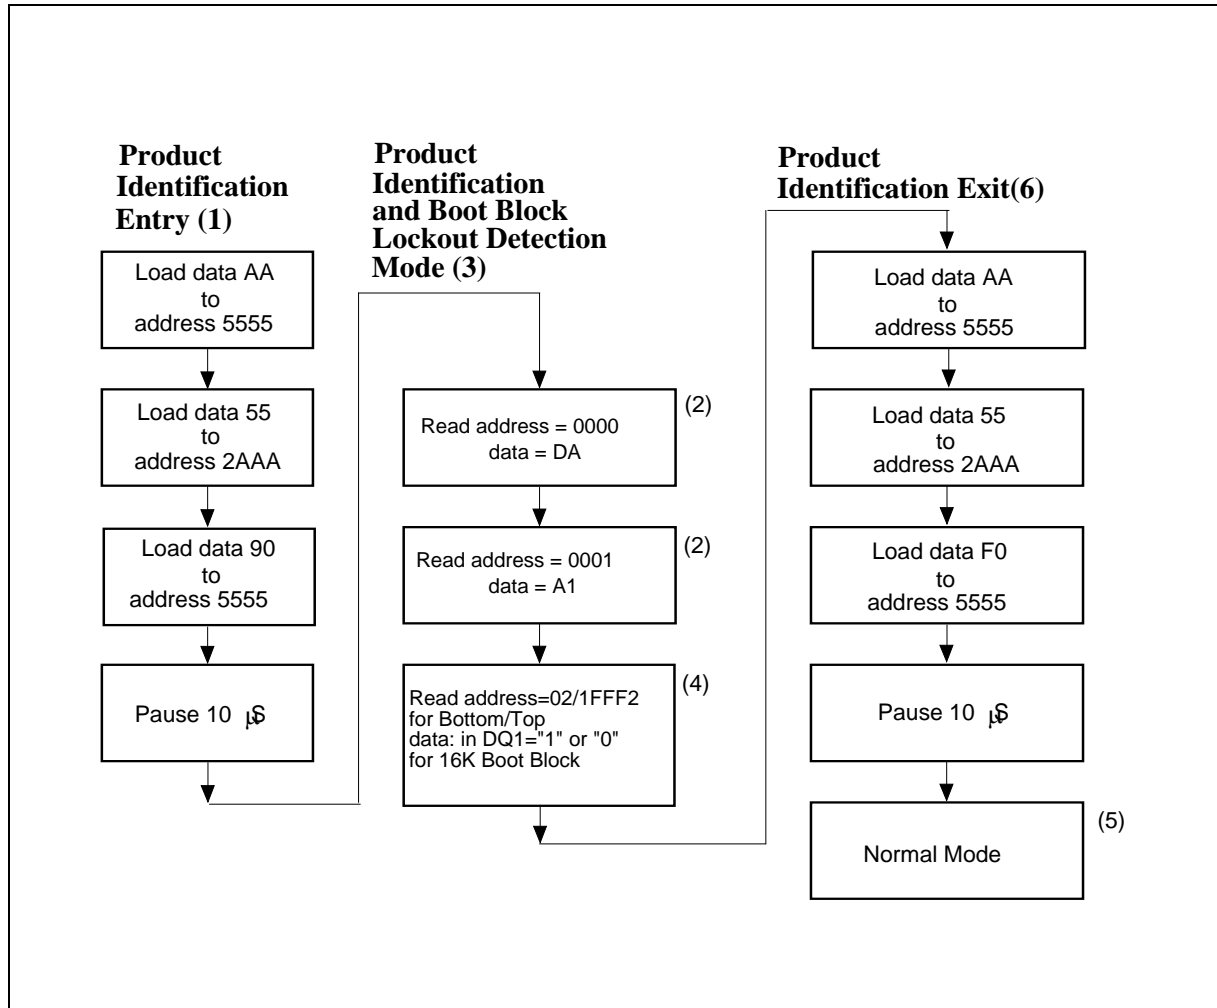 Product
Identification
Entry (1)
Load data AA
to
address 5555
Load data 55
to
address 2AAA
Load data 90
to
address 5555
Pause 10 µS
Product
Identification
and Boot Block
Lockout Detection
Mode (3)
Read address = 0000
data = DA
(2)
Read address = 0001
data = A1
(2)
Read address=02/1FFF2
for Bottom/Top
data: in DQ1="1" or "0"
for 16K Boot Block
(4)
Product
Identification Exit(6)
Load data AA
to
address 5555
Load data 55
to
address 2AAA
Load data F0
to
address 5555
Pause 10 µS
Normal Mode
(5)